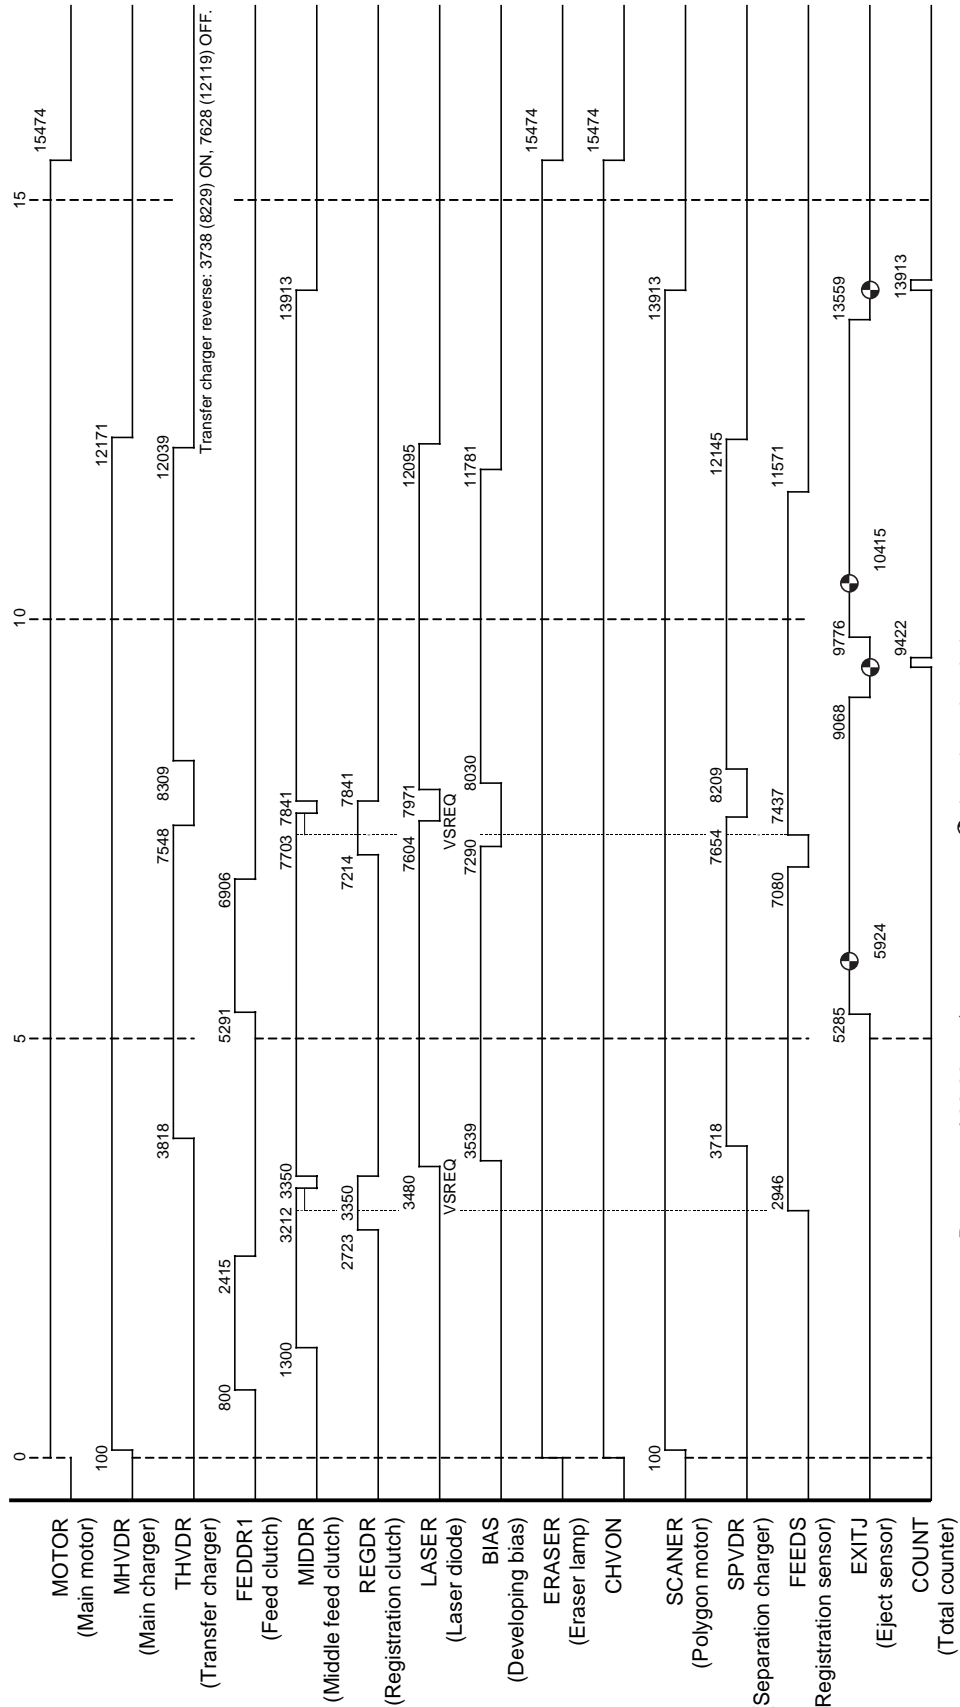 0
5
10
15
MOTOR
(Main motor)
15474
MHVDR
(Main charger)
100
12171
THVDR
(Transfer charger)
3818
7548
8309
12039
Transfer charger reverse: 3738 (8229) ON, 7628 (12119) OFF.
FEDDR1
(Feed clutch)
800
2415
5291
6906
MIDDR
(Middle feed clutch)
1300
3212
3350
7703
7841
13913
REGDR
(Registration clutch)
2723
3350
7214
7841
LASER
(Laser diode)
3480
7604
7971
12095
VSREQ
VSREQ
BIAS
(Developing bias)
3539
7290
8030
11781
ERASER
(Eraser lamp)
15474
CHVON
15474
SCANER
(Polygon motor)
100
13913
SPVDR
Separation charger)
3718
7654
8209
12145
FEEDS
Registration sensor)
2946
7080
7437
11571
EXITJ
(Eject sensor)
5285
5924
9068
9776
10415
13559
COUNT
(Total counter)
9422
13913